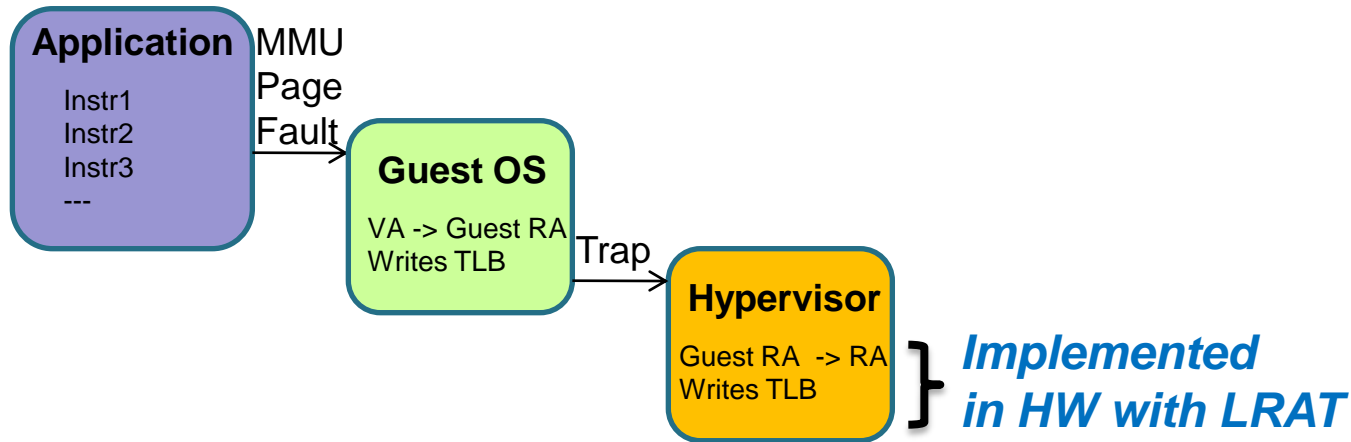 Application
Instr1
Instr2
Instr3
---
MMU
Page
Fault
Guest OS
VA -> Guest RA
Writes TLB
Trap
Hypervisor
Guest RA -> RA
Writes TLB
Implemented
in HW with LRAT